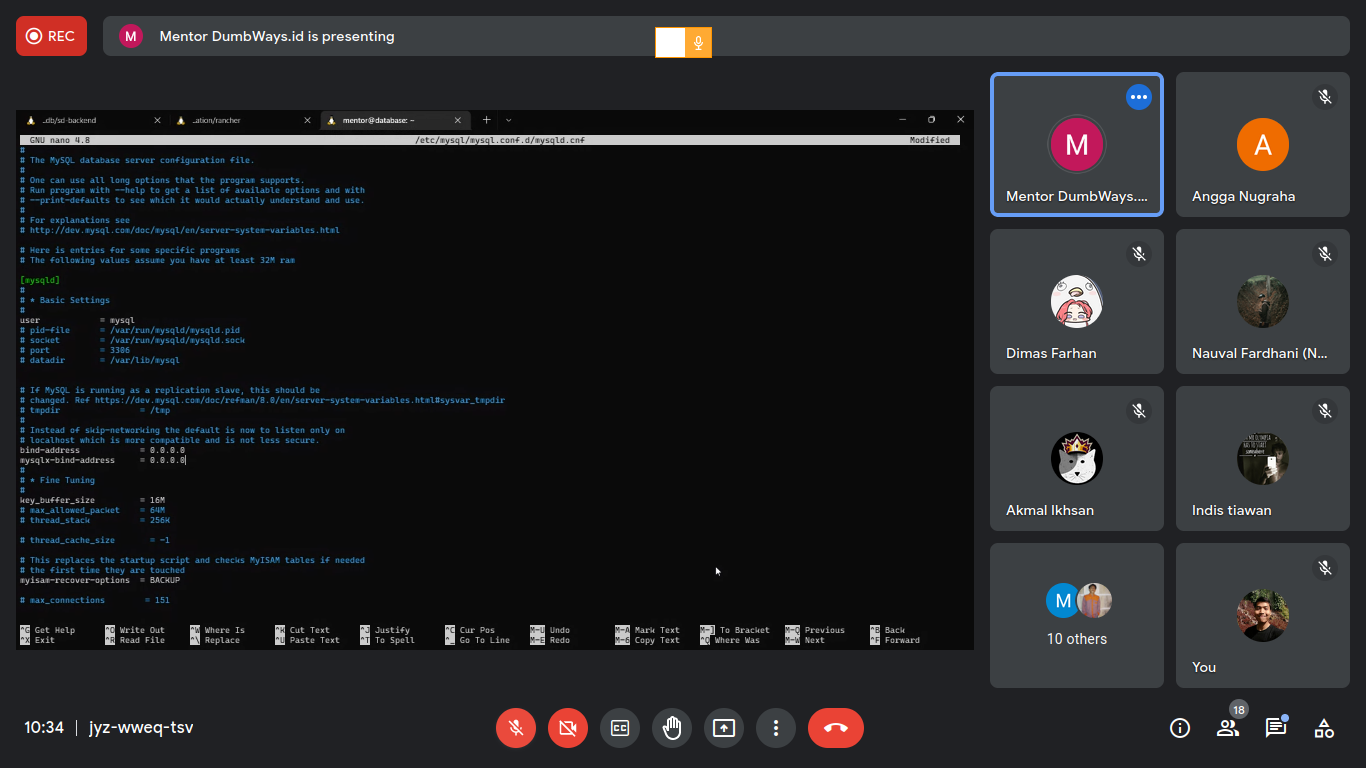 REC
M
Mentor DumbWays.id is presenting
..db/sd-backend
..ation/rancher
mentor@database: ~
GNU nano 4.8 /etc/mysql/mysql.conf.d/mysqld.cnf Modified
#
# The MySQL database server configuration file.
#
# One can use all long options that the program supports.
# Run program with --help to get a list of available options and with
# --print-defaults to see which it would actually understand and use.
#
# For explanations see
# http://dev.mysql.com/doc/mysql/en/server-system-variables.html

# Here is entries for some specific programs
# The following values assume you have at least 32M ram

[mysqld]
#
# * Basic Settings
#
user = mysql
# pid-file = /var/run/mysqld/mysqld.pid
# socket = /var/run/mysqld/mysqld.sock
# port = 3306
# datadir = /var/lib/mysql

# If MySQL is running as a replication slave, this should be
# changed. Ref https://dev.mysql.com/doc/refman/8.0/en/server-system-variables.html#sysvar_tmpdir
# tmpdir = /tmp
#
# Instead of skip-networking the default is now to listen only on
# localhost which is more compatible and is not less secure.
bind-address = 0.0.0.0
mysqlx-bind-address = 0.0.0.0
#
# * Fine Tuning
#
key_buffer_size = 16M
# max_allowed_packet = 64M
# thread_stack = 256K

# thread_cache_size = -1

# This replaces the startup script and checks MyISAM tables if needed
# the first time they are touched
myisam-recover-options = BACKUP

# max_connections = 151

^G Get Help ^O Write Out ^W Where Is ^K Cut Text ^J Justify ^C Cur Pos M-U Undo M-A Mark Text M-] To Bracket M-Q Previous ^B Back
^X Exit ^R Read File ^\ Replace ^U Paste Text ^T To Spell ^_ Go To Line M-E Redo M-6 Copy Text ^Q Where Was M-W Next ^F Forward
M
Mentor DumbWays....
A
Angga Nugraha
Dimas Farhan
Nauval Fardhani (N...
Akmal Ikhsan
Indis tiawan
M
10 others
You
10:34 | jyz-wweq-tsv
CC
18